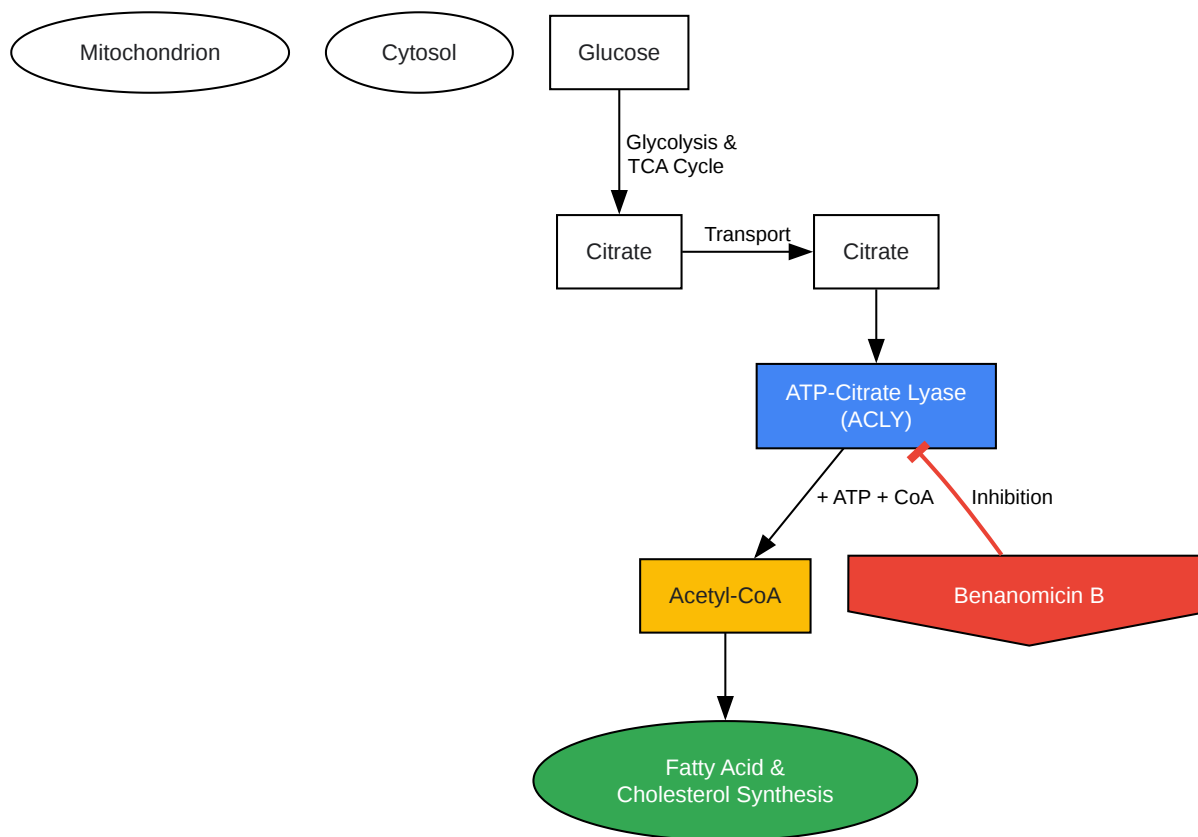 Mitochondrion
Cytosol
Glucose
Glycolysis &
TCA Cycle
Citrate
Transport
Citrate
ATP-Citrate Lyase
(ACLY)
+ ATP + CoA
Inhibition
Acetyl-CoA
Benanomicin B
Fatty Acid &
Cholesterol Synthesis